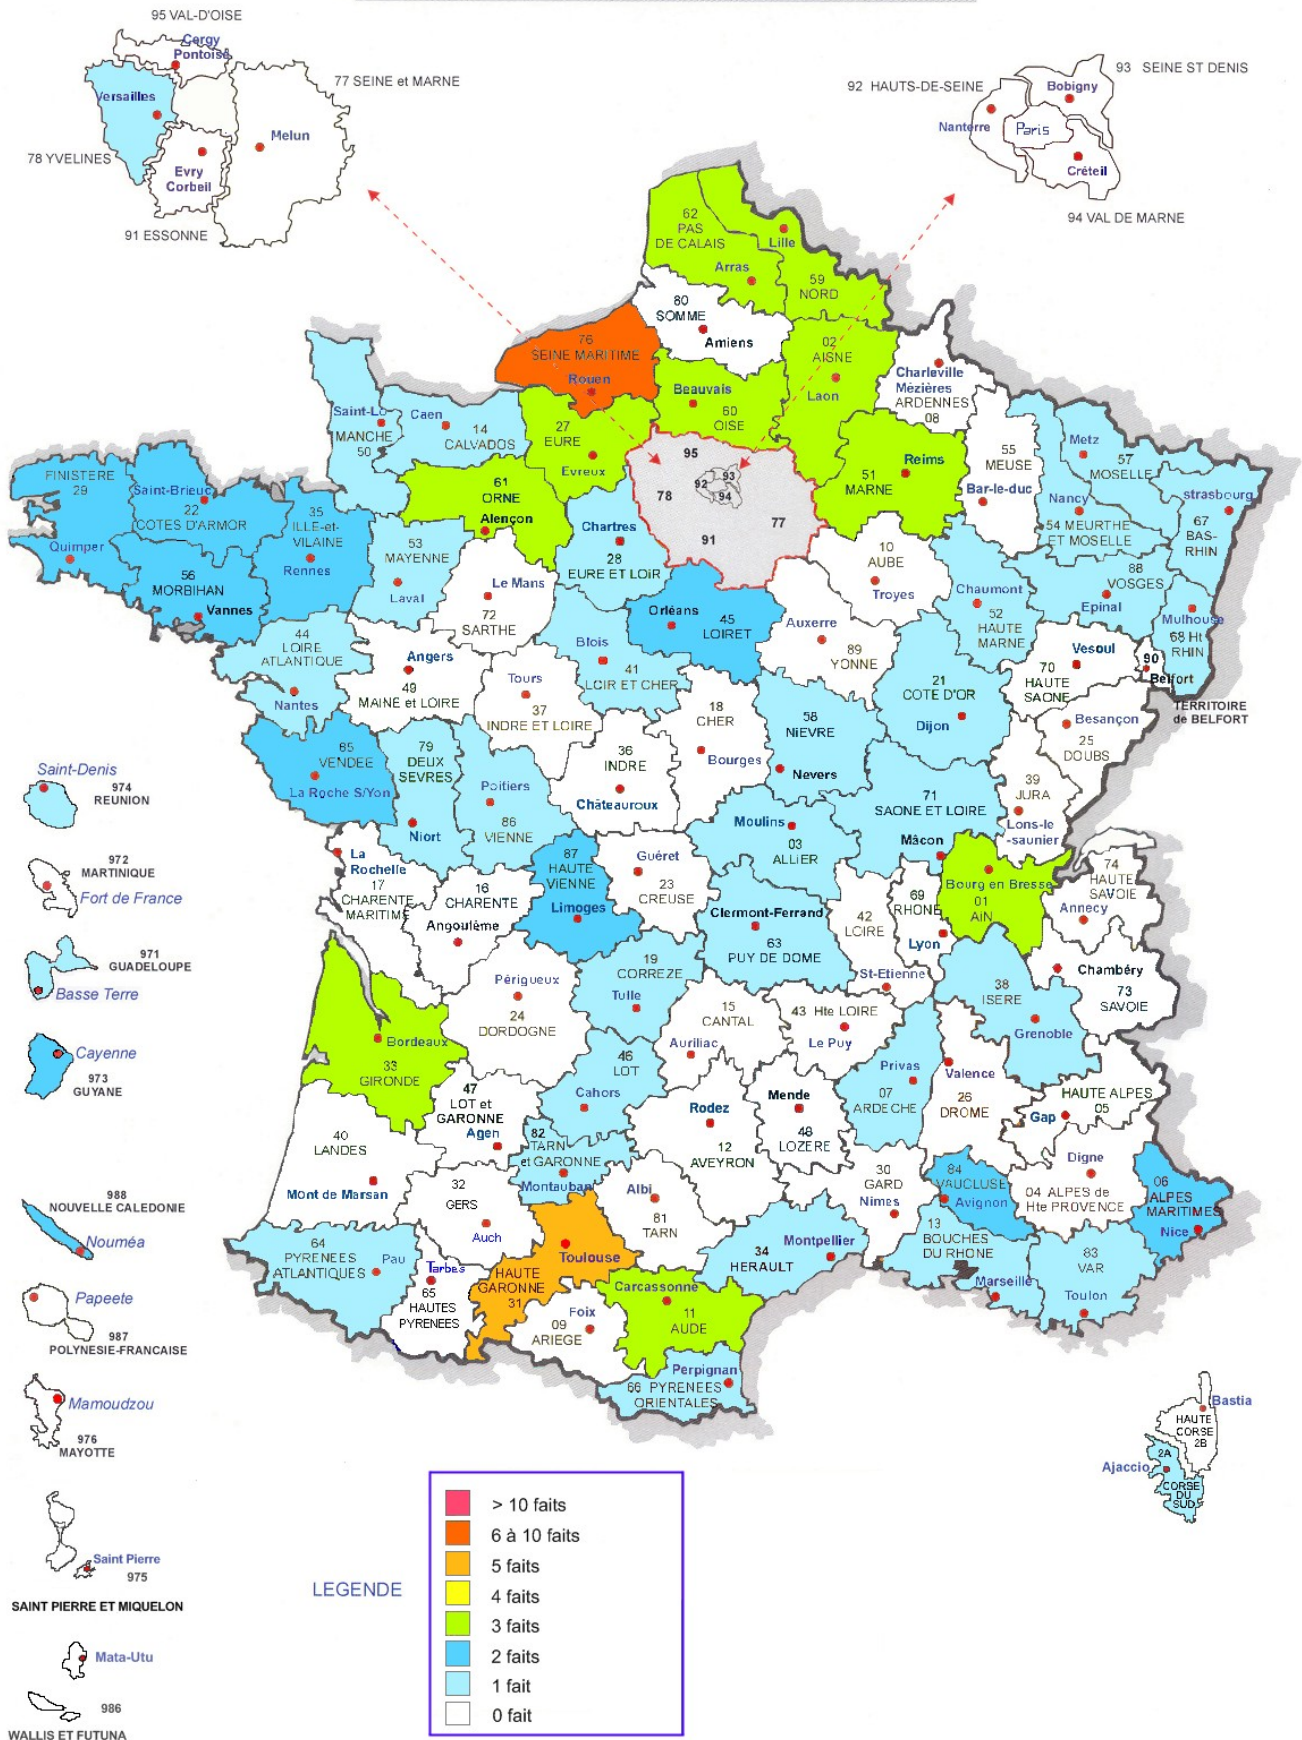 95 VAL-D'OISE
Cergy
Pontoise
77 SEINE et MARNE
Versailles
Melun
78 YVELINES
Evry
Corbeil
91 ESSONNE
93 SEINE ST DENIS
92 HAUTS-DE-SEINE
Bobigny
Nanterre
Paris
Créteil
94 VAL DE MARNE
62
PAS
DE CALAIS
Lille
Arras
59
NORD
80
SOMME
Amiens
76
SEINE MARITIME
Rouen
02
AISNE
Laon
Charleville
Mézières
ARDENNES
08
Beauvais
60
OISE
Saint-Lo
MANCHE
50
Caen
14
CALVADOS
27
EURE
Evreux
95
93
92
94
78
77
91
51
MARNE
Reims
55
MEUSE
Bar-le-duc
Metz
57
MOSELLE
Nancy
54 MEURTHE
ET MOSELLE
strasbourg
67
BAS-
RHIN
FINISTERE
29
Quimper
Saint-Brieuc
22
COTES D'ARMOR
35
ILLE-et-
VILAINE
Rennes
56
MORBIHAN
Vannes
61
ORNE
Alençon
53
MAYENNE
Laval
Chartres
28
EURE ET LOIR
10
AUBE
Troyes
Chaumont
52
HAUTE
MARNE
88
VOSGES
Epinal
Mulhouse
68 Ht
RHIN
Le Mans
72
SARTHE
Orléans
45
LOIRET
Auxerre
89
YONNE
44
LOIRE
ATLANTIQUE
Nantes
Angers
49
MAINE et LOIRE
Blois
41
LOIR ET CHER
Tours
37
INDRE ET LOIRE
21
COTE D'OR
Dijon
Vesoul
70
HAUTE
SAONE
90
Belfort
TERRITOIRE
de BELFORT
Besançon
25
DOUBS
18
CHER
Bourges
58
NiEVRE
Nevers
85
VENDEE
La Roche S/Yon
79
DEUX
SEVRES
Niort
Poitiers
86
VIENNE
36
INDRE
Châteauroux
39
JURA
Lons-le
-saunier
71
SAONE ET LOIRE
Mâcon
Moulins
03
ALLIER
La
Rochelle
17
CHARENTE
MARITIME
16
CHARENTE
Angoulême
87
HAUTE
VIENNE
Limoges
Guéret
23
CREUSE
Clermont-Ferrand
63
PUY DE DOME
42
LOIRE
St-Etienne
69
RHONE
Lyon
Bourg en Bresse
01
AiN
74
HAUTE
SAVOIE
Annecy
Chambéry
73
SAVOIE
38
ISERE
Grenoble
Périgueux
24
DORDOGNE
19
CORREZE
Tulle
15
CANTAL
Auriliac
43 Hte LOIRE
Le Puy
Bordeaux
33
GIRONDE
46
LOT
Cahors
47
LOT et
GARONNE
Agen
Rodez
12
AVEYRON
Mende
48
LOZERE
Privas
07
ARDECHE
Valence
26
DROME
HAUTE ALPES
05
Gap
40
LANDES
Mont de Marsan
82
TARN
et GARONNE
Montauban
32
GERS
Auch
Albi
81
TARN
30
GARD
Nimes
84
VAUCLUSE
Avignon
Digne
04 ALPES de
Hte PROVENCE
06
ALPES
MARITIMES
Nice
64
PYRENEES
ATLANTIQUES
Pau
Tarbes
65
HAUTES
PYRENEES
Toulouse
HAUTE
GARONNE
31
Foix
09
ARIEGE
Carcassonne
11
AUDE
34
HERAULT
Montpellier
13
BOUCHES
DU RHONE
Marseille
83
VAR
Toulon
Perpignan
66 PYRENEES
ORIENTALES
Bastia
HAUTE
CORSE
2B
2A
Ajaccio
CORSE
DU
SUD
Saint-Denis
974
REUNION
972
MARTINIQUE
Fort de France
971
GUADELOUPE
Basse Terre
Cayenne
973
GUYANE
988
NOUVELLE CALEDONIE
Nouméa
Papeete
987
POLYNESIE-FRANCAISE
Mamoudzou
976
MAYOTTE
Saint Pierre
975
SAINT PIERRE ET MIQUELON
Mata-Utu
986
WALLIS ET FUTUNA
LEGENDE
> 10 faits
6 à 10 faits
5 faits
4 faits
3 faits
2 faits
1 fait
0 fait